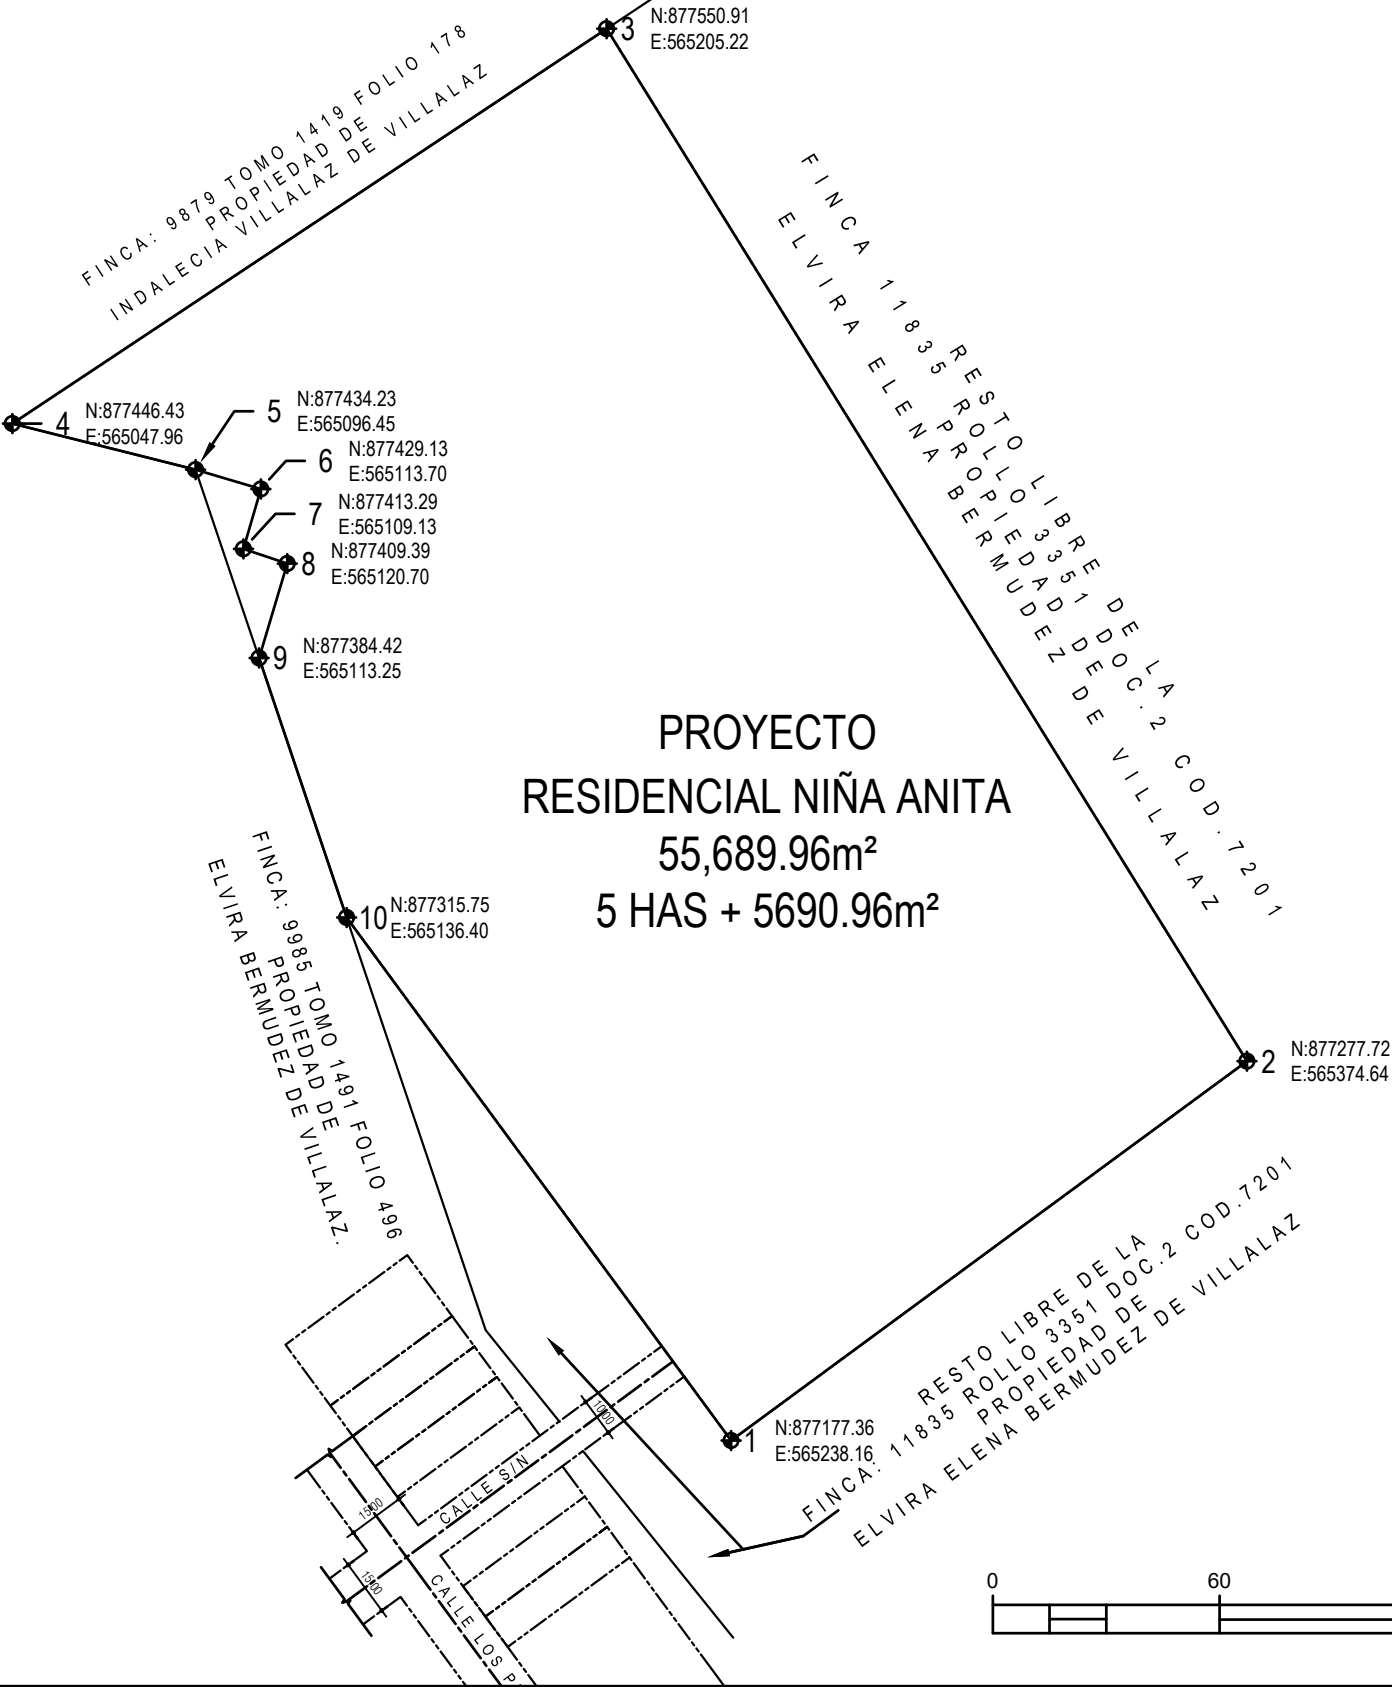 3
N:877550.91
E:565205.22
FINCA: 9879 TOMO 1419 FOLIO 178
PROPIEDAD DE
INDALECIA VILLALAZ DE VILLALAZ
RESTO LIBRE DE LA
FINCA 11835 ROLLO 3351 DOC.2 COD.7201
PROPIEDAD DE
ELVIRA ELENA BERMUDEZ DE VILLALAZ
4
N:877446.43
E:565047.96
5
N:877434.23
E:565096.45
6
N:877429.13
E:565113.70
7
N:877413.29
E:565109.13
8
N:877409.39
E:565120.70
9
N:877384.42
E:565113.25
PROYECTO
RESIDENCIAL NIÑA ANITA
55,689.96m²
5 HAS + 5690.96m²
10
N:877315.75
E:565136.40
FINCA: 9985 TOMO 1491 FOLIO 496
PROPIEDAD DE
ELVIRA BERMUDEZ DE VILLALAZ.
2
N:877277.72
E:565374.64
RESTO LIBRE DE LA
FINCA: 11835 ROLLO 3351 DOC.2 COD.7201
PROPIEDAD DE
ELVIRA ELENA BERMUDEZ DE VILLALAZ
1
N:877177.36
E:565238.16
1000
CALLE S/N
1500
1500
CALLE LOS
0
60